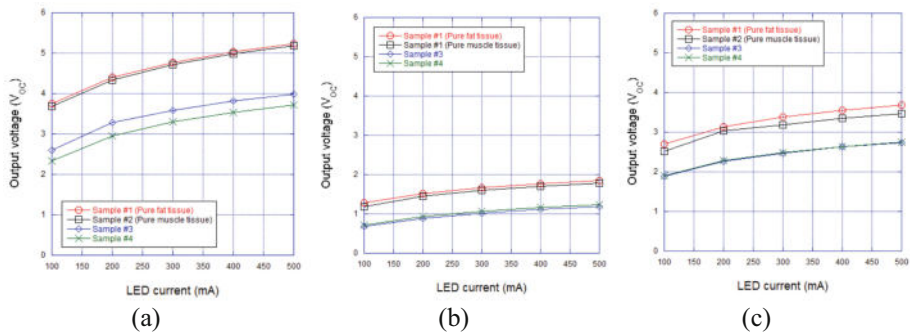 6
5
4
3
2
1
0
Output voltage (VOC)
Sample #1 (Pure fat tissue)
Sample #2 (Pure muscle tissue)
Sample #3
Sample #4
100 150 200 250 300 350 400 450 500
LED current (mA)
(a)
6
5
4
3
2
1
0
Output voltage (VOC)
Sample #1 (Pure fat tissue)
Sample #1 (Pure muscle tissue)
Sample #3
Sample #4
100 150 200 250 300 350 400 450 500
LED current (mA)
(b)
6
5
4
3
2
1
0
Output voltage (VOC)
Sample #1 (Pure fat tissue)
Sample #2 (Pure muscle tissue)
Sample #3
Sample #4
100 150 200 250 300 350 400 450 500
LED current (mA)
(c)